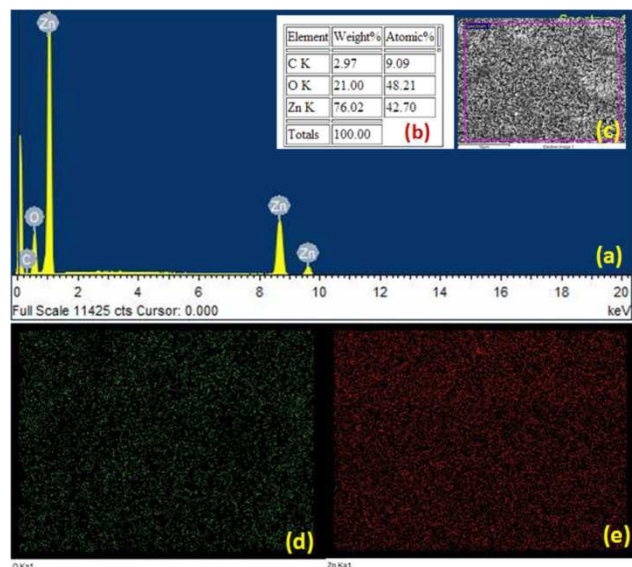 Zn
O
C
Zn
Zn
Element Weight% Atomic%
C K 2.97 9.09
O K 21.00 48.21
Zn K 76.02 42.70
Totals 100.00
(b)
(c)
(a)
0 2 4 6 8 10 12 14 16 18 20
Full Scale 11425 cts Cursor: 0.000 keV
(d)
(e)
O Ka1
Zn Ka1